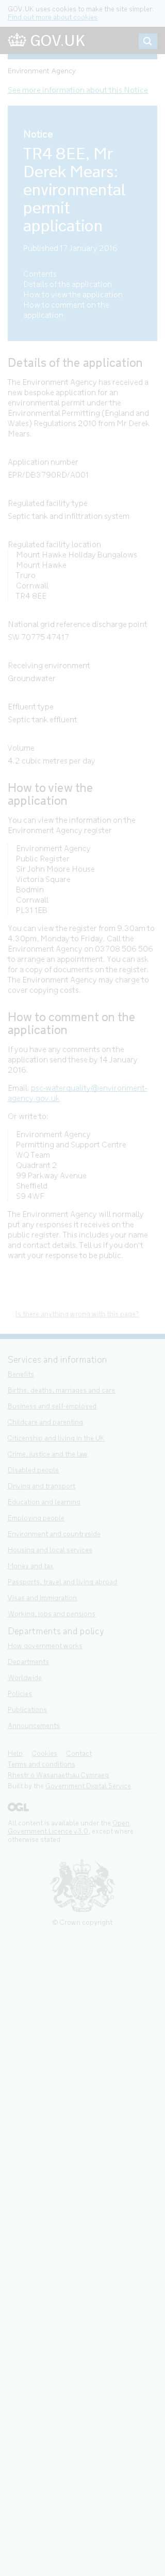 GOV.UK uses cookies to make the site simpler.
Find out more about cookies
GOV.UK
Environment Agency
See more information about this Notice
Notice
TR4 8EE, Mr
Derek Mears:
environmental
permit
application
Published 17 January 2016
Contents
Details of the application
How to view the application
How to comment on the
application
Details of the application
The Environment Agency has received a
new bespoke application for an
environmental permit under the
Environmental Permitting (England and
Wales) Regulations 2010 from Mr Derek
Mears.
Application number
EPR/DB3790RD/A001
Regulated facility type
Septic tank and infiltration system
Regulated facility location
Mount Hawke Holiday Bungalows
Mount Hawke
Truro
Cornwall
TR4 8EE
National grid reference discharge point
SW 70775 47417
Receiving environment
Groundwater
Effluent type
Septic tank effluent
Volume
4.2 cubic metres per day
How to view the
application
You can view the information on the
Environment Agency register
Environment Agency
Public Register
Sir John Moore House
Victoria Square
Bodmin
Cornwall
PL31 1EB
You can view the register from 9.30am to
4.30pm, Monday to Friday. Call the
Environment Agency on 03708 506 506
to arrange an appointment. You can ask
for a copy of documents on the register.
The Environment Agency may charge to
cover copying costs.
How to comment on the
application
If you have any comments on the
application send these by 14 January
2016.
Email: psc-waterquality@environment-
agency.gov.uk
Or write to:
Environment Agency
Permitting and Support Centre
WQ Team
Quadrant 2
99 Parkway Avenue
Sheffield
S9 4WF
The Environment Agency will normally
put any responses it receives on the
public register. This includes your name
and contact details. Tell us if you don't
want your response to be public.
Is there anything wrong with this page?
Services and information
Benefits
Births, deaths, marriages and care
Business and self-employed
Childcare and parenting
Citizenship and living in the UK
Crime, justice and the law
Disabled people
Driving and transport
Education and learning
Employing people
Environment and countryside
Housing and local services
Money and tax
Passports, travel and living abroad
Visas and immigration
Working, jobs and pensions
Departments and policy
How government works
Departments
Worldwide
Policies
Publications
Announcements
Help Cookies Contact
Terms and conditions
Rhestr o Wasanaethau Cymraeg
Built by the Government Digital Service
OGL
All content is available under the Open
Government Licence v3.0, except where
otherwise stated
© Crown copyright